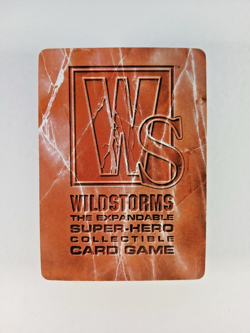 WS
WILDSTORMS
THE EXPANDABLE
SUPER-HERO
COLLECTIBLE
CARD GAME